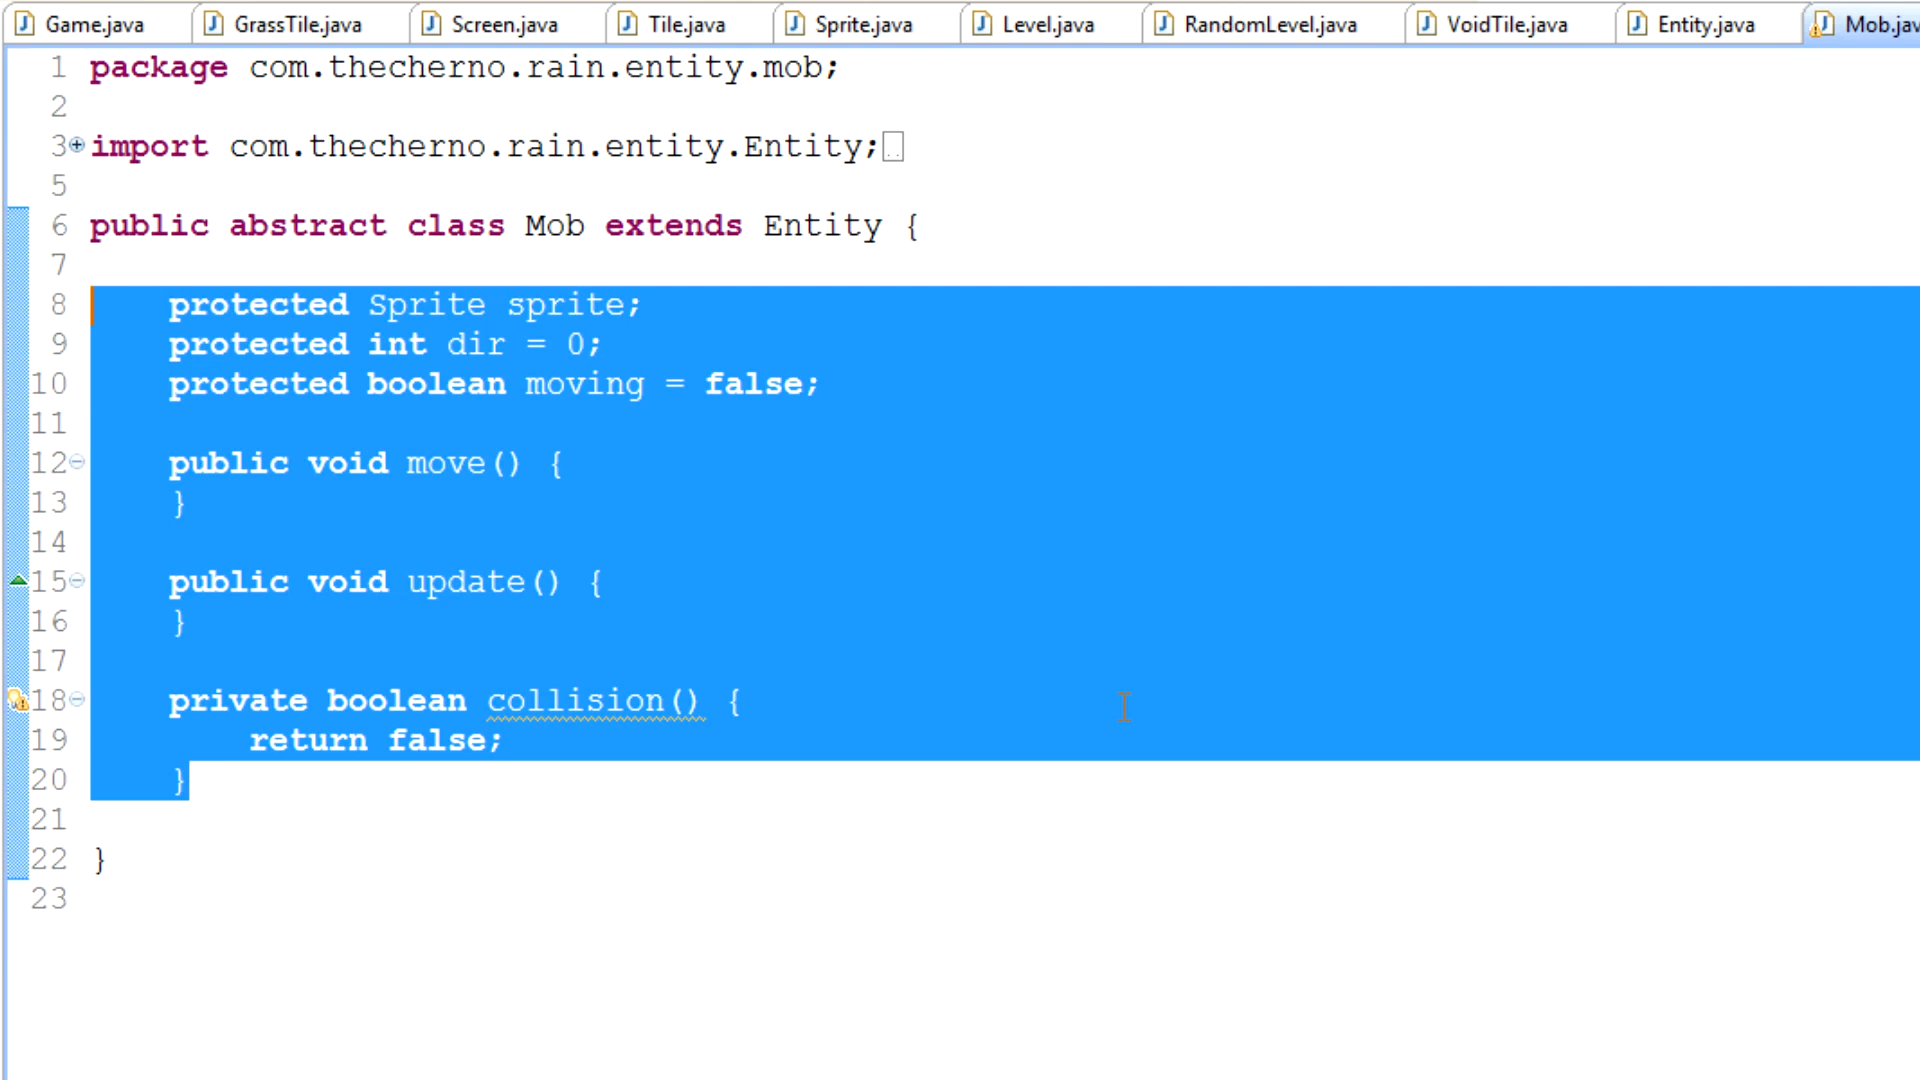 Game.java GrassTile.java Screen.java Tile.java Sprite.java Level.java RandomLevel.java VoidTile.java Entity.java Mob.jav
1 package com.thecherno.rain.entity.mob;
2
3 import com.thecherno.rain.entity.Entity;
5
6 public abstract class Mob extends Entity {
7
8 protected Sprite sprite;
9 protected int dir = 0;
10 protected boolean moving = false;
11
12 public void move() {
13 }
14
15 public void update() {
16 }
17
18 private boolean collision() {
19 return false;
20 }
21
22 }
23